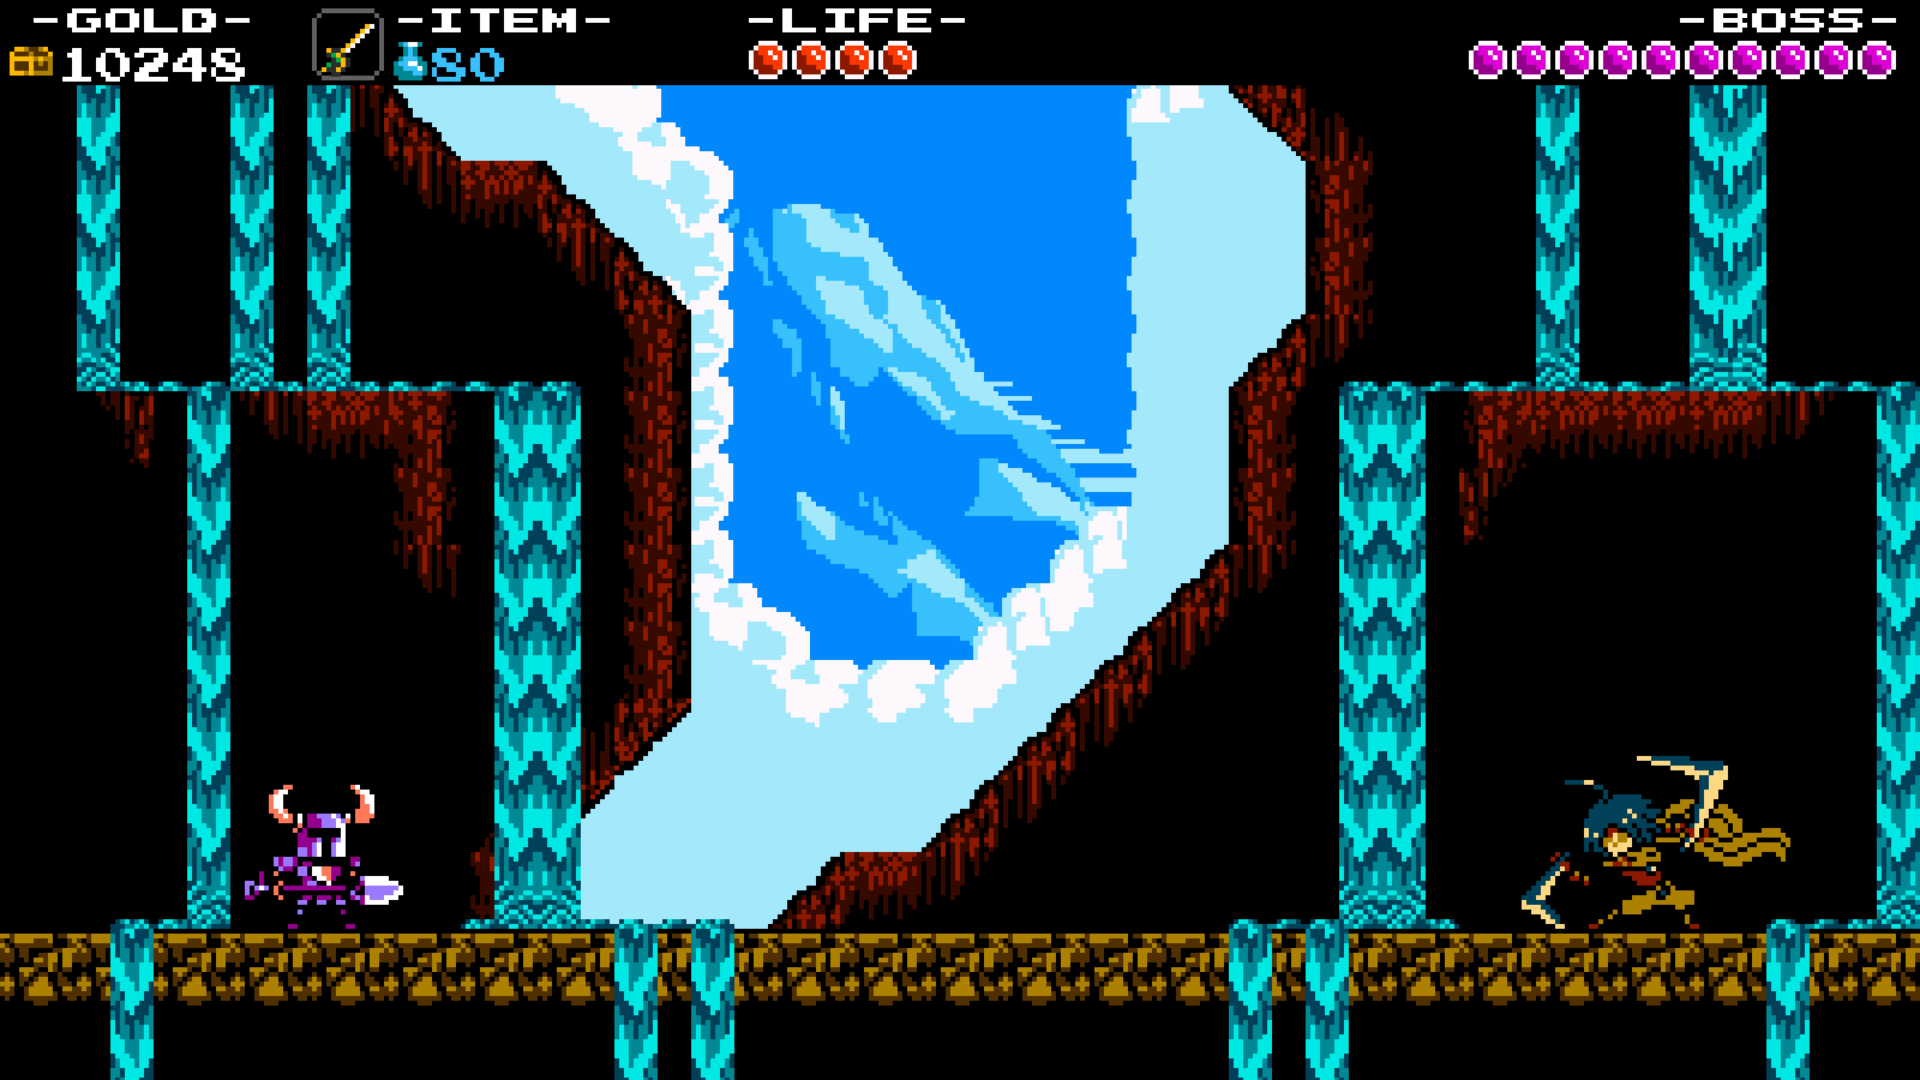 -GOLD-
10248
-ITEM-
80
-LIFE-
-BOSS-